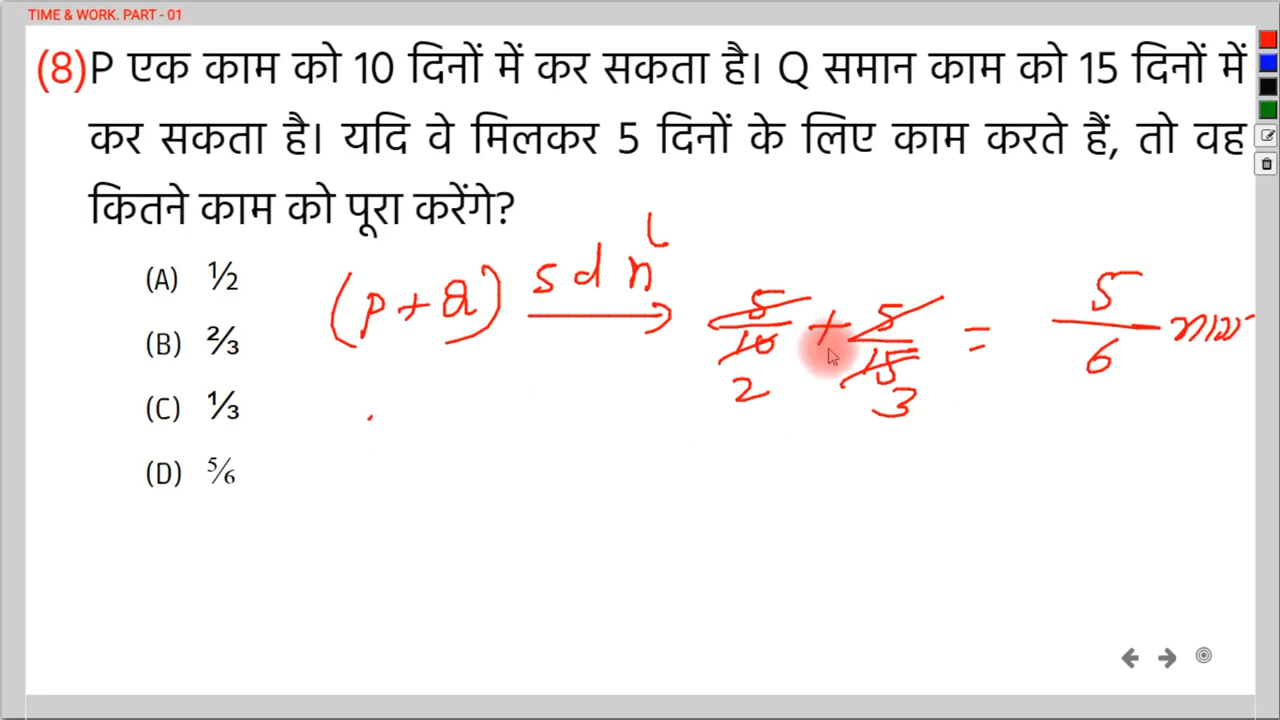 TIME & WORK. PART - 01
(8)P एक काम को 10 दिनों में कर सकता है। Q समान काम को 15 दिनों में
कर सकता है। यदि वे मिलकर 5 दिनों के लिए काम करते हैं, तो वह
कितने काम को पूरा करेंगे?
(A) ½
(B) ⅔
(C) ⅓
(D) ⅚
(P + Q) 5 d
5/10 + 5/15 = 5/6
2 3